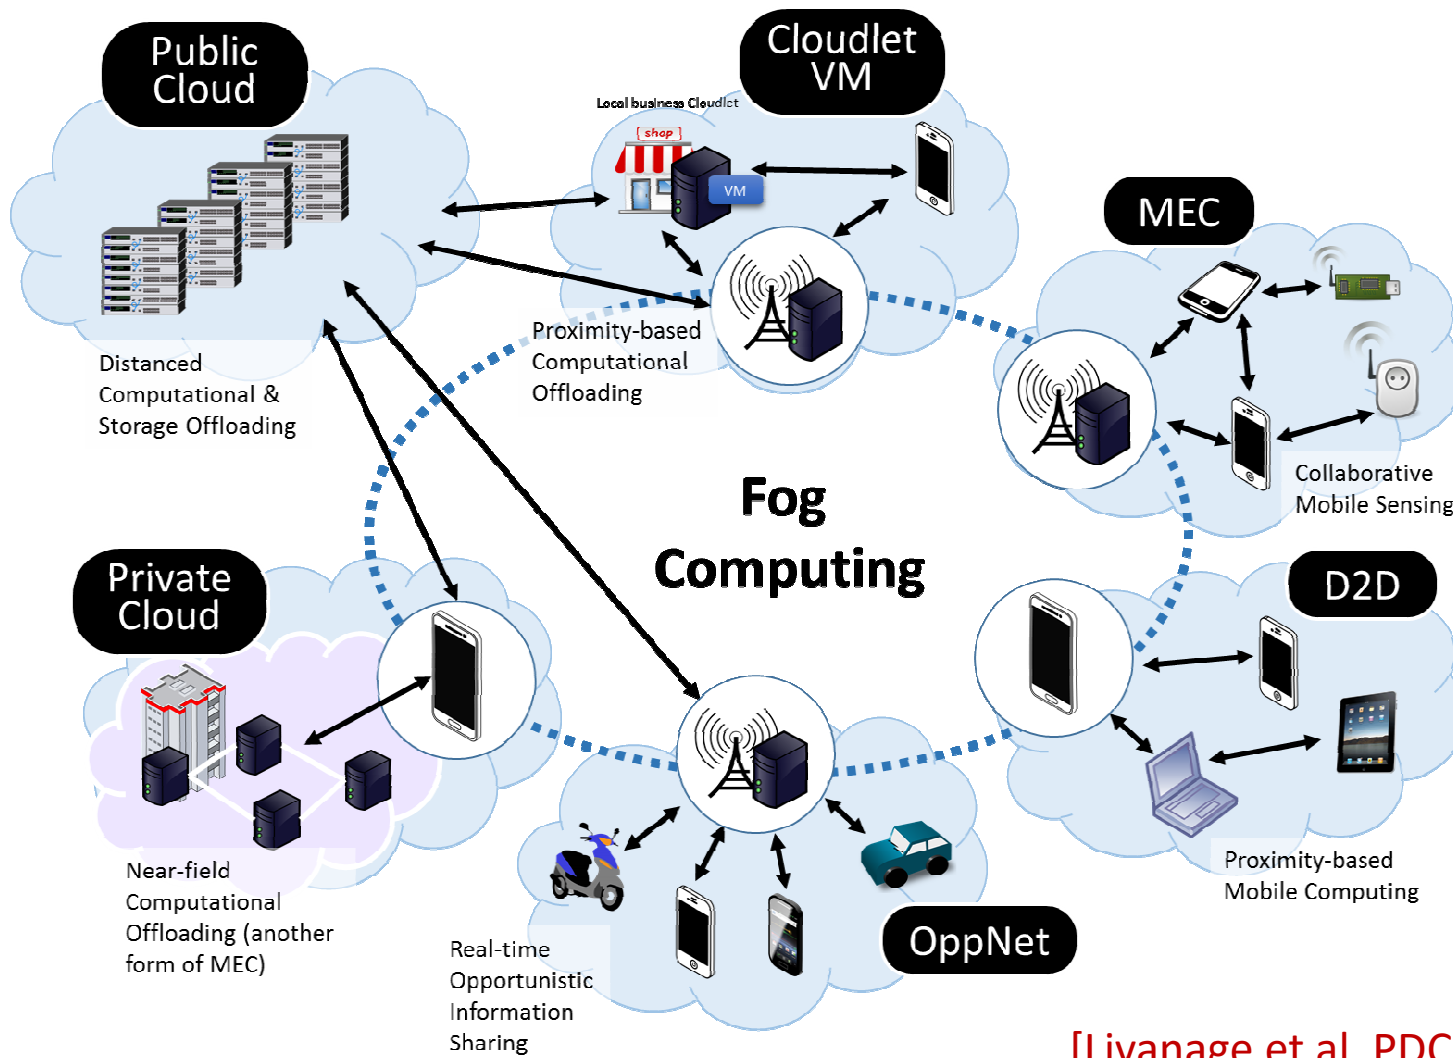 Public
Cloud
Distanced
Computational &
Storage Offloading
Cloudlet
VM
Local business Cloudlet
[ shop ]
VM
Proximity-based
Computational
Offloading
MEC
Collaborative
Mobile Sensing
Fog
Computing
Private
Cloud
Near-field
Computational
Offloading (another
form of MEC)
D2D
Proximity-based
Mobile Computing
OppNet
Real-time
Opportunistic
Information
Sharing
[Liyanage et al. PDC